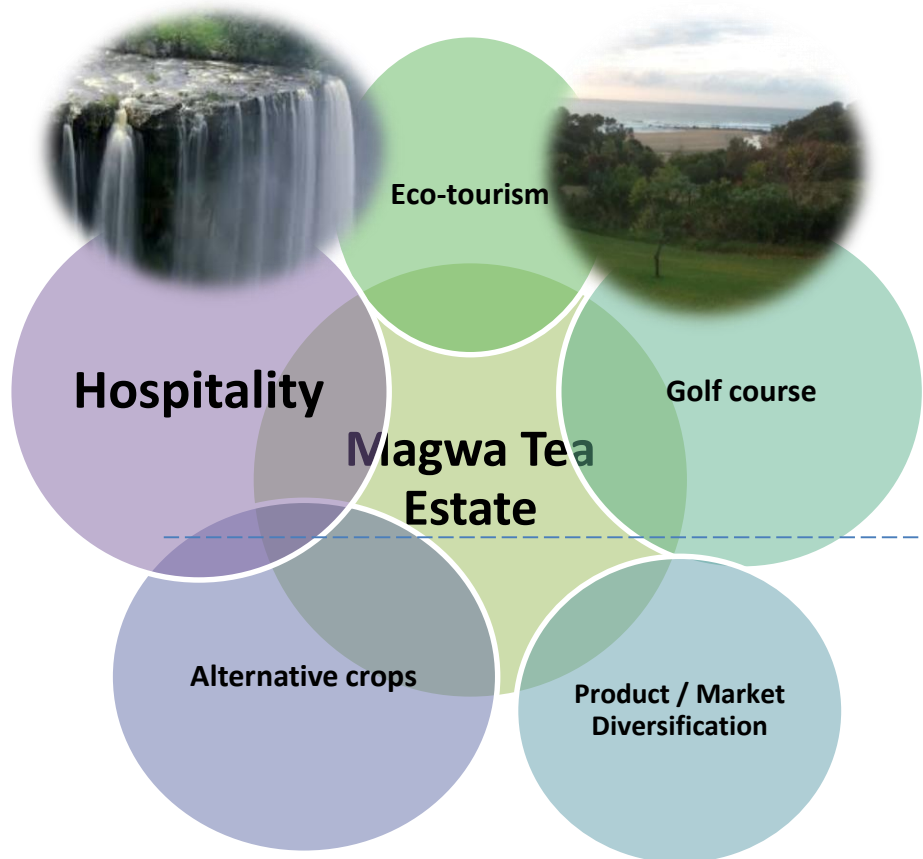 Eco-tourism
Hospitality
Golf course
Magwa Tea
Estate
Alternative crops
Product / Market
Diversification